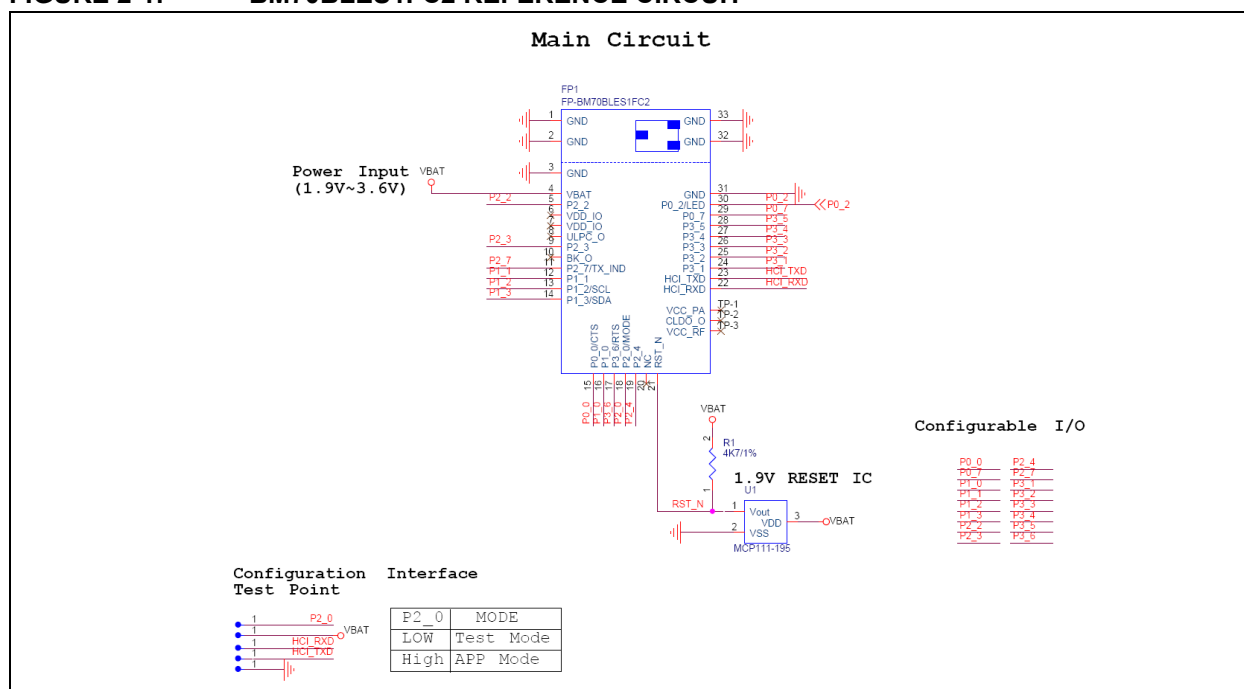 Main Circuit
FP1
FP-BM70BLES1FC2
1 GND
2 GND
3 GND
GND 33
GND 32
Power Input
(1.9V~3.6V)
VBAT
4 VBAT
P2_2 5 P2_2
6 VDD_IO
7 VDD_IO
8 ULPC_O
P2_3 9 P2_3
10 BK_O
P2_7 11 P2_7/TX_IND
P1_1 12 P1_1
P1_2 13 P1_2/SCL
P1_3 14 P1_3/SDA
GND 31
P0_2/LED 30 P0_2 P0_2
P0_7 29 P0_7
P3_5 28 P3_5
P3_4 27 P3_4
P3_3 26 P3_3
P3_2 25 P3_2
P3_1 24 P3_1
HCI_TXD 23 HCI_TXD
HCI_RXD 22 HCI_RXD
VCC_PA TP-1
CLDO_O TP-2
VCC_RF TP-3
P0_0/CTS 15 P0_0
P1_0 16 P1_0
P3_6/RTS 17 P3_6
P2_0/MODE 18 P2_0
P2_4 19 P2_4
NC 20
RST_N 21
VBAT
2
R1
4K7/1%
1
1.9V RESET IC
U1
RST_N 1 Vout
VDD 3 VBAT
2 VSS
MCP111-195
Configurable I/O
P0_0 P2_4
P0_7 P2_7
P1_0 P3_1
P1_1 P3_2
P1_2 P3_3
P1_3 P3_4
P2_2 P3_5
P2_3 P3_6
Configuration Interface
Test Point
1 P2_0
1 VBAT
1 HCI_RXD
1 HCI_TXD
1
P2_0 MODE
LOW Test Mode
High APP Mode